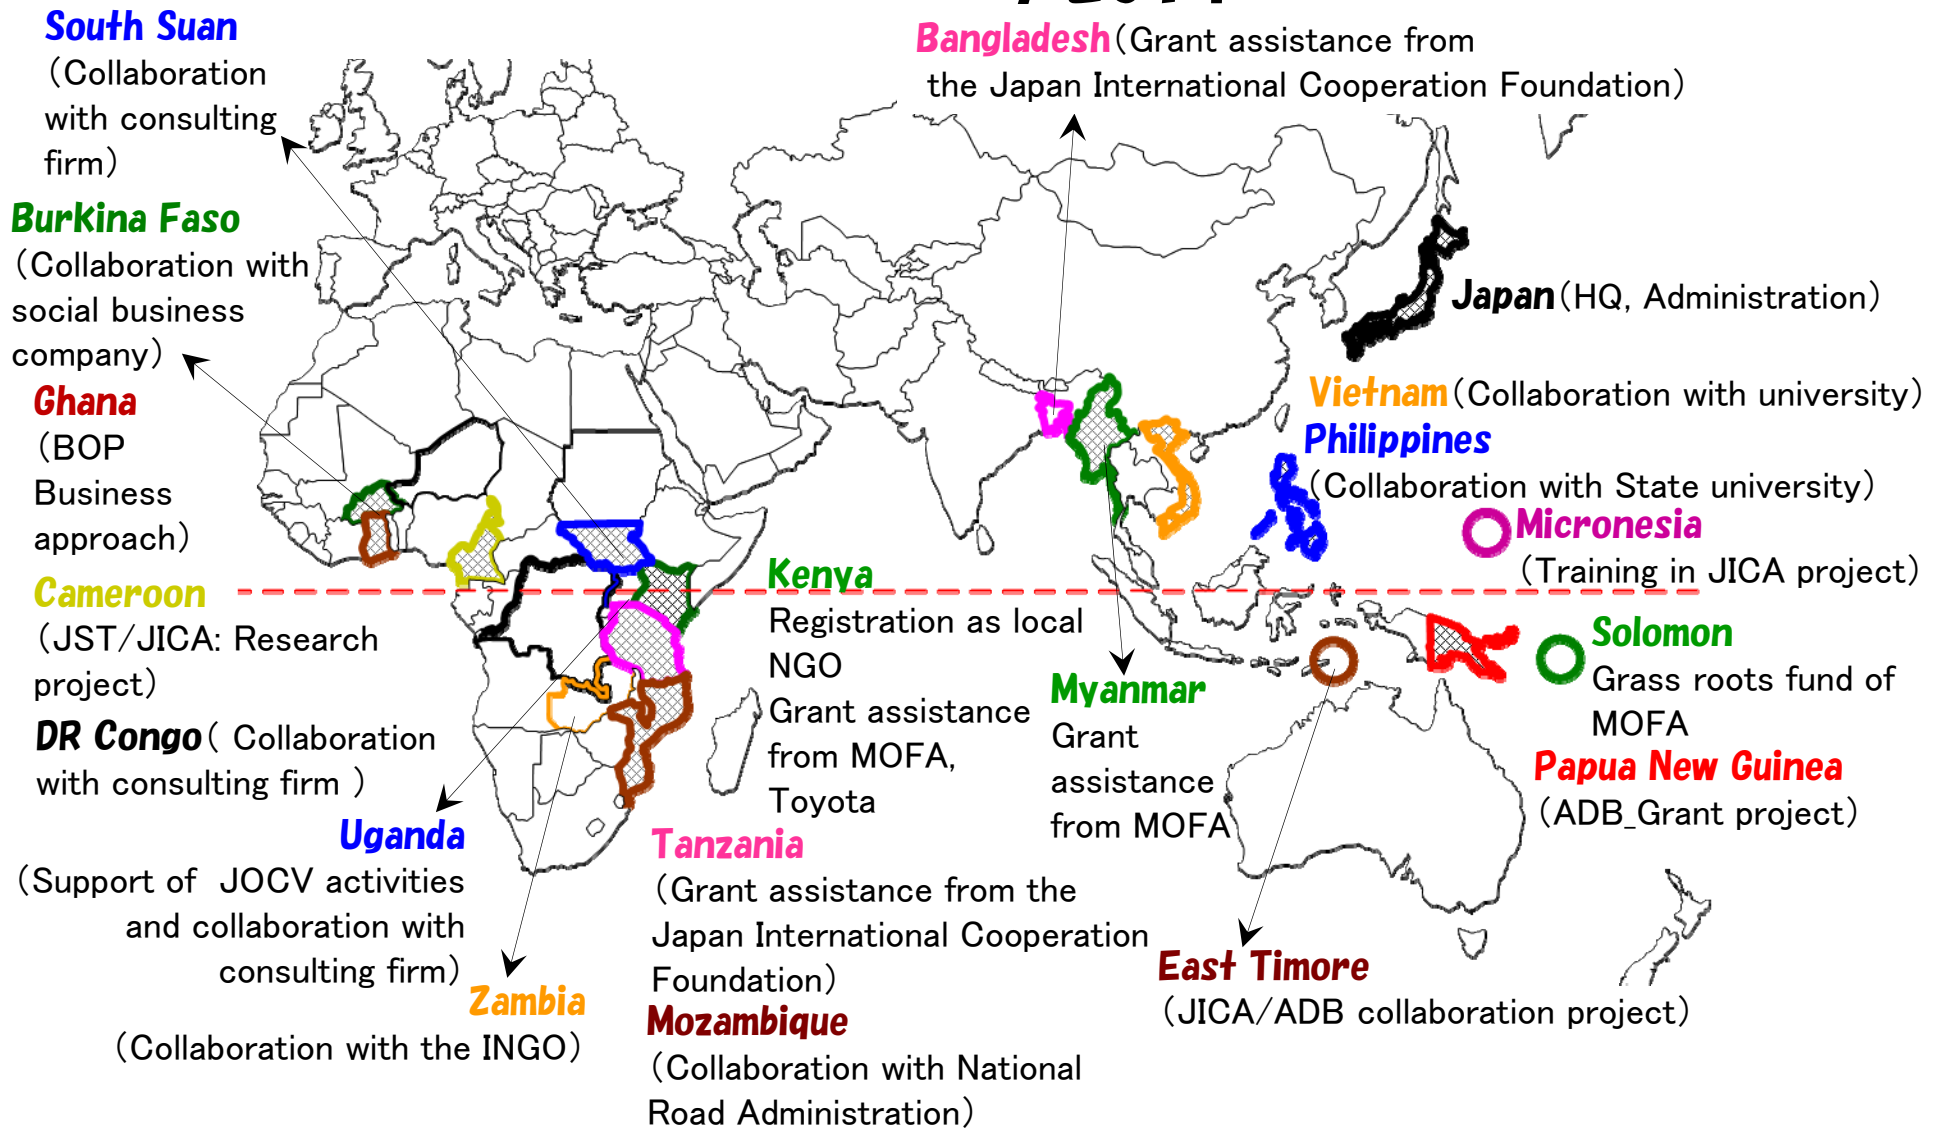 South Suan
(Collaboration
with consulting
firm)
Burkina Faso
(Collaboration with
social business
company)
Ghana
(BOP
Business
approach)
Cameroon
(JST/JICA: Research
project)
DR Congo( Collaboration
with consulting firm )
Uganda
(Support of JOCV activities
and collaboration with
consulting firm)
Zambia
(Collaboration with the INGO)
Kenya
Registration as local
NGO
Grant assistance
from MOFA,
Toyota
Tanzania
(Grant assistance from the
Japan International Cooperation
Foundation)
Mozambique
(Collaboration with National
Road Administration)
Bangladesh(Grant assistance from
the Japan International Cooperation Foundation)
Japan(HQ, Administration)
Vietnam(Collaboration with university)
Philippines
(Collaboration with State university)
Micronesia
(Training in JICA project)
Myanmar
Grant
assistance
from MOFA
Solomon
Grass roots fund of
MOFA
Papua New Guinea
(ADB_Grant project)
East Timore
(JICA/ADB collaboration project)